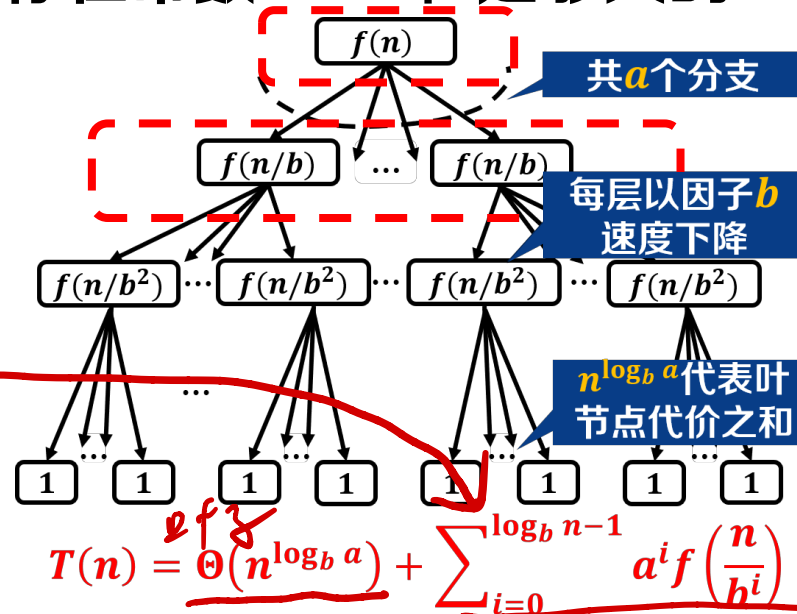 f(n)
共a个分支
f(n/b) ... f(n/b)
每层以因子b
速度下降
f(n/b²) ... f(n/b²) ... f(n/b²) ... f(n/b²)
n^{log_b a}代表叶
节点代价之和
...
... ... ... ...
1 1 1 1 1 1 1 1
T(n) = Θ(n^{log_b a}) + ∑_{i=0}^{log_b n−1} a^i f(n/b^i)